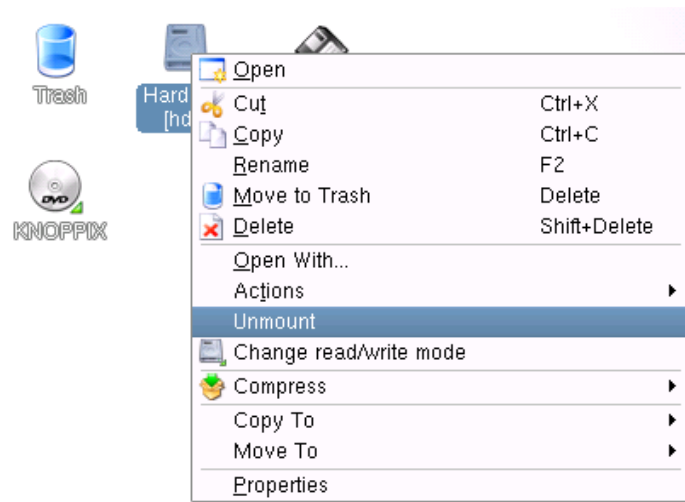 Trash
Hard
[hd
DVD
KNOPPIX
Open
Cut Ctrl+X
Copy Ctrl+C
Rename F2
Move to Trash Delete
Delete Shift+Delete
Open With...
Actions
Unmount
Change read/write mode
Compress
Copy To
Move To
Properties